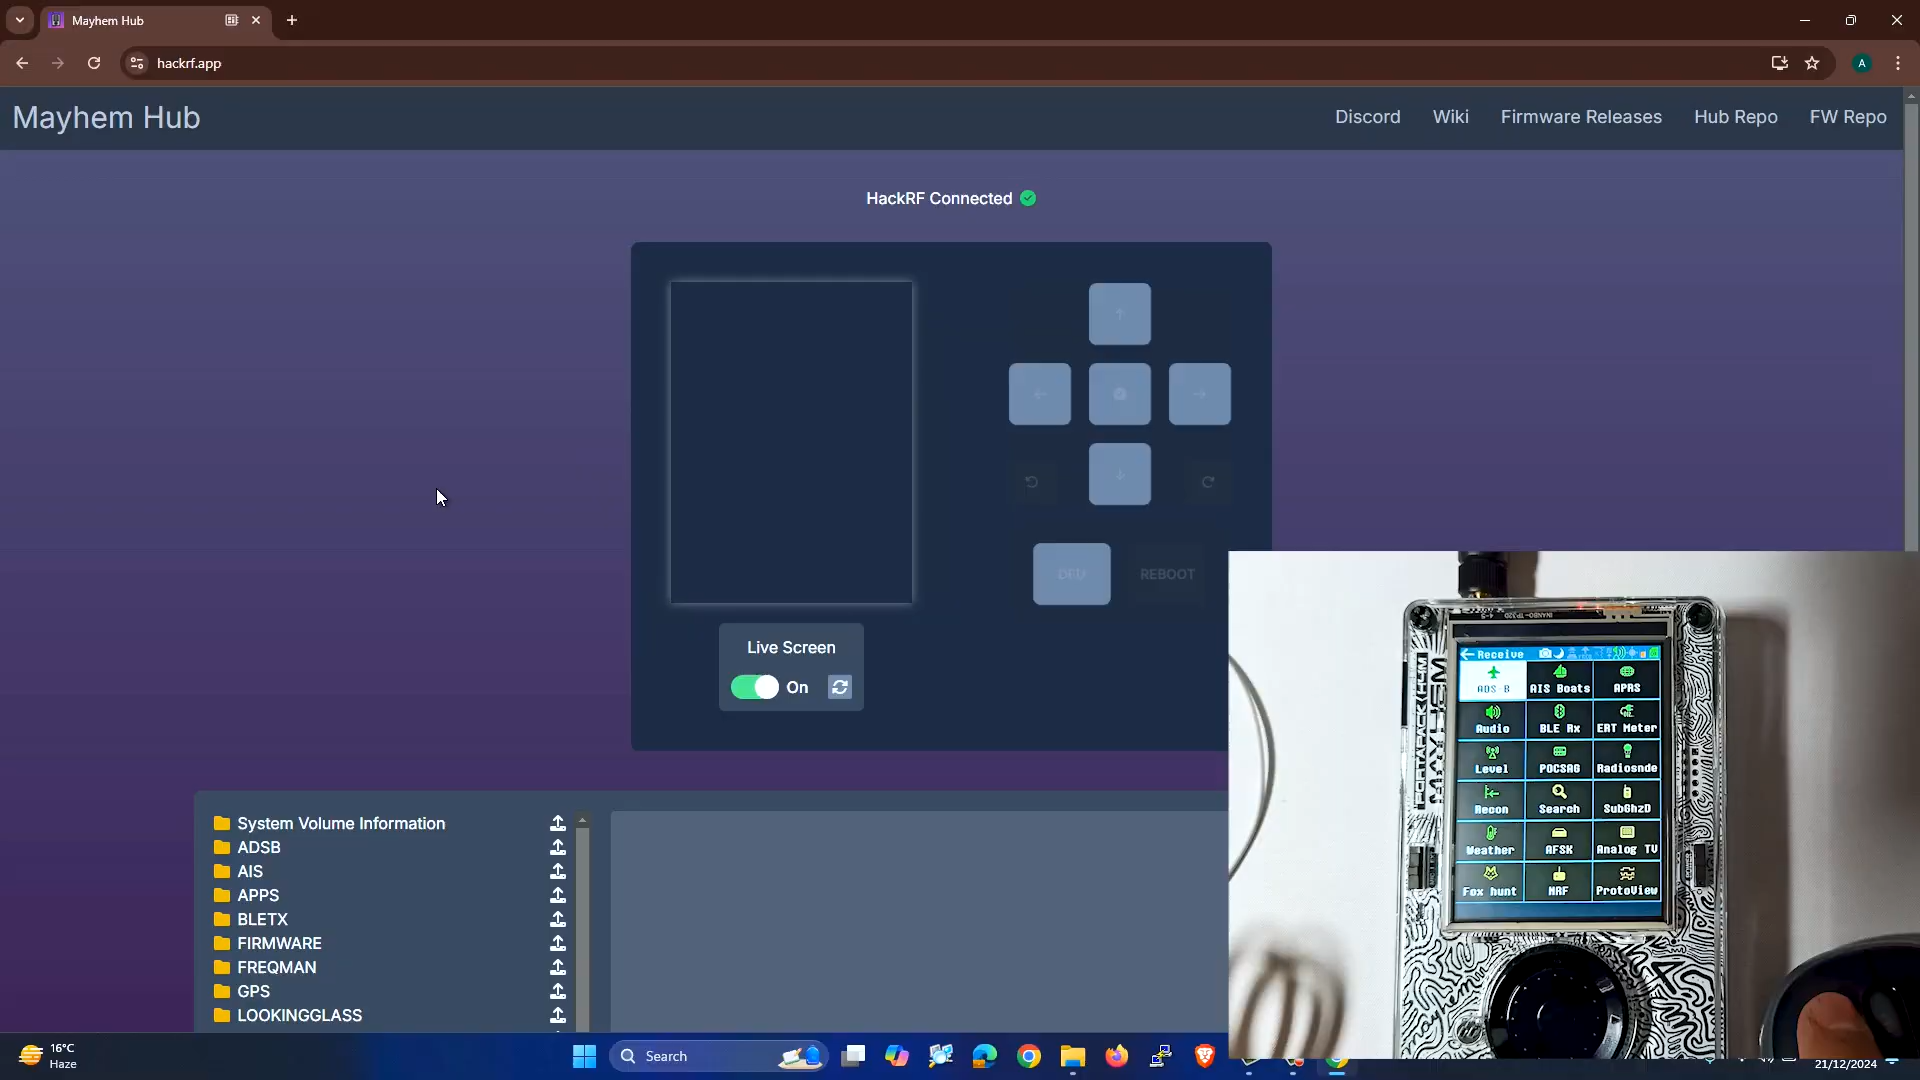 Mayhem Hub
hackrf.app
A
Mayhem Hub
Discord
Wiki
Firmware Releases
Hub Repo
FW Repo
HackRF Connected
DFU
REBOOT
Live Screen
On
System Volume Information
ADSB
AIS
APPS
BLETX
FIRMWARE
FREQMAN
GPS
LOOKINGGLASS
Receive
ADS-B
AIS Boats
APRS
Audio
BLE Rx
ERT Meter
Level
POCSAG
Radiosnde
Recon
Search
SubGhzD
Weather
AFSK
Analog TV
Fox hunt
NRF
ProtoView
PORTAPACK H4M
MAYHEM
16°C
Haze
Search
21/12/2024